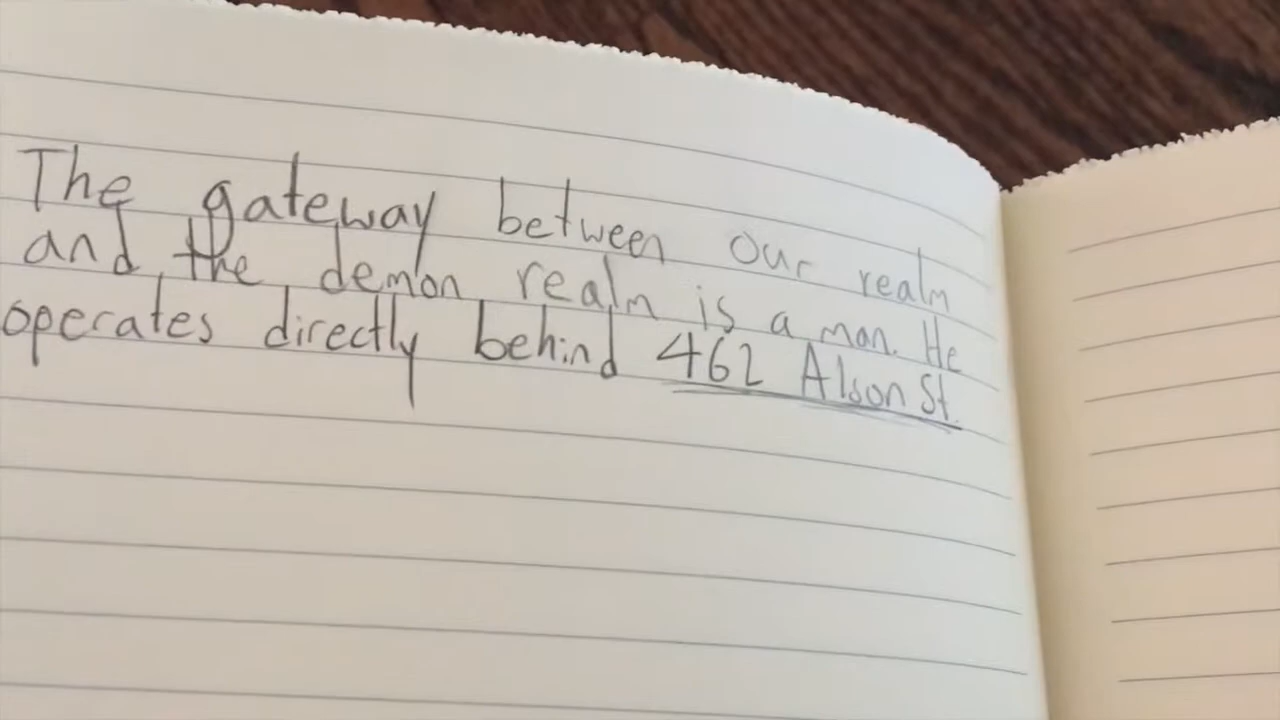 The gateway between our realm
and the demon realm is a man. He
operates directly behind 462 Alson St.